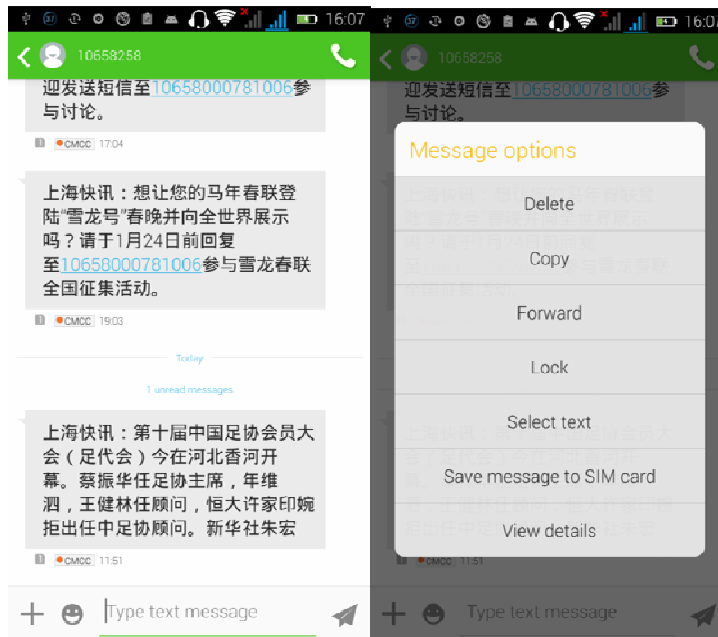 16:07
10658258
迎发送短信至10658000781006参
与讨论。
1 CMCC 17:04
上海快讯：想让您的马年春联登
陆“雪龙号”春晚并向全世界展示
吗？请于1月24日前回复
至10658000781006参与雪龙春联
全国征集活动。
1 CMCC 19:03
Today
1 unread messages
上海快讯：第十届中国足协会员大
会（足代会）今在河北香河开
幕。蔡振华任足协主席，年维
泗，王健林任顾问，恒大许家印婉
拒出任中足协顾问。新华社朱宏
1 CMCC 11:51
Type text message
16:07
10658258
迎发送短信至10658000781006参
与讨论。
Message options
Delete
Copy
Forward
Lock
Select text
Save message to SIM card
View details
CMCC 11:51
Type text message